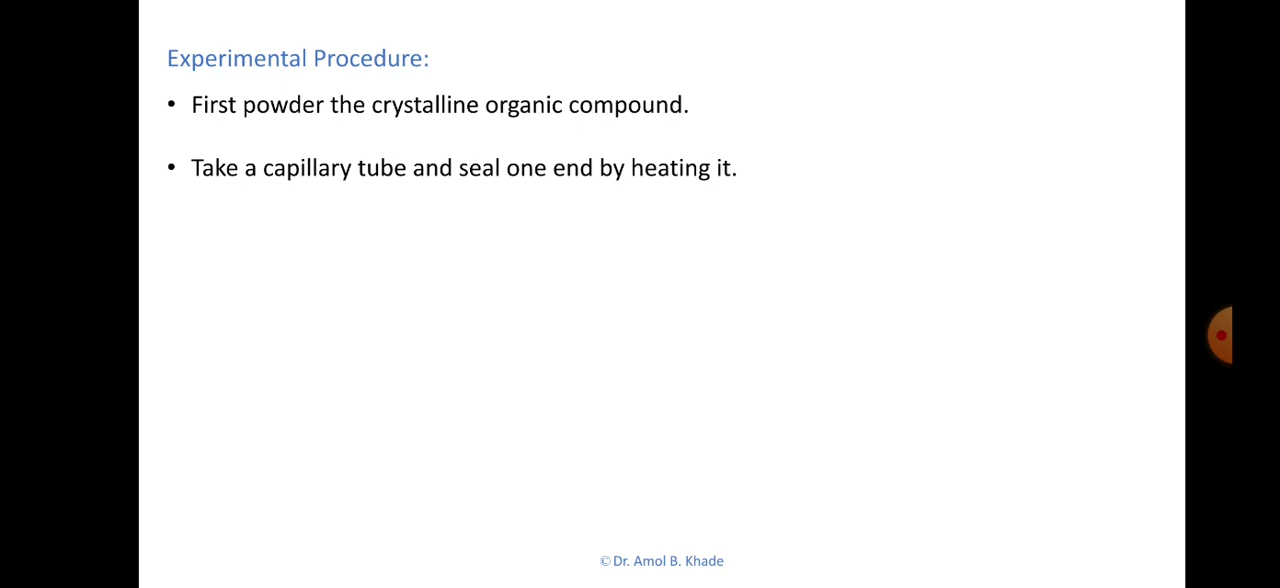 Experimental Procedure:
• First powder the crystalline organic compound.
• Take a capillary tube and seal one end by heating it.
© Dr. Amol B. Khade